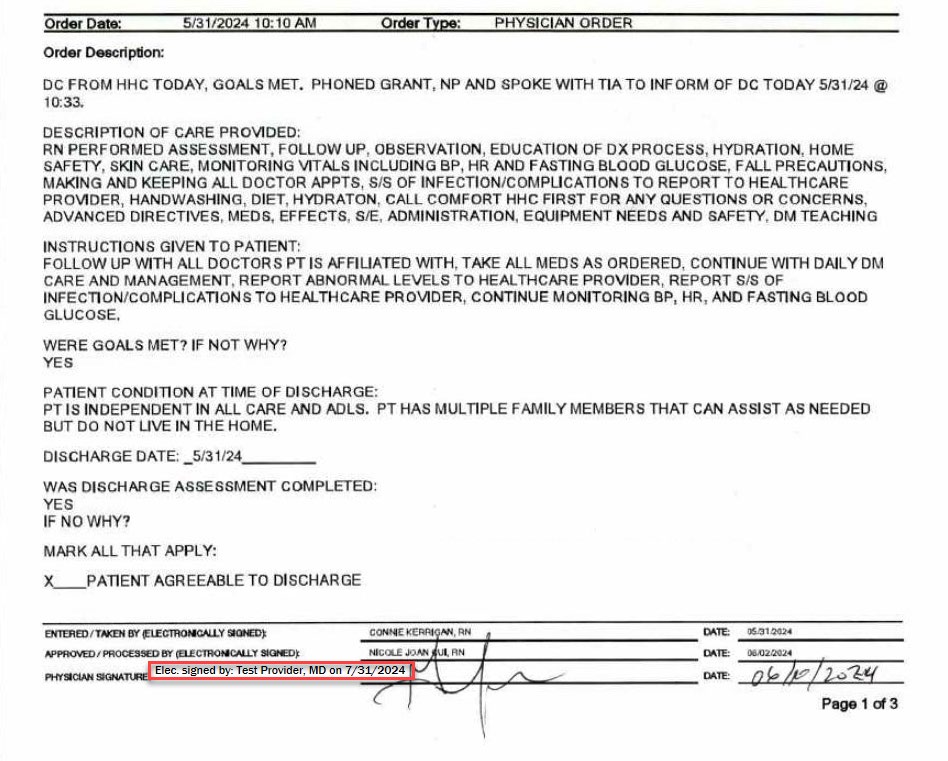 Order Date: 5/31/2024 10:10 AM Order Type: PHYSICIAN ORDER
Order Description:
DC FROM HHC TODAY, GOALS MET. PHONED GRANT, NP AND SPOKE WITH TIA TO INFORM OF DC TODAY 5/31/24 @
10:33.
DESCRIPTION OF CARE PROVIDED:
RN PERFORMED ASSESSMENT, FOLLOW UP, OBSERVATION, EDUCATION OF DX PROCESS, HYDRATION, HOME
SAFETY, SKIN CARE, MONITORING VITALS INCLUDING BP, HR AND FASTING BLOOD GLUCOSE, FALL PRECAUTIONS,
MAKING AND KEEPING ALL DOCTOR APPTS, S/S OF INFECTION/COMPLICATIONS TO REPORT TO HEALTHCARE
PROVIDER, HANDWASHING, DIET, HYDRATON, CALL COMFORT HHC FIRST FOR ANY QUESTIONS OR CONCERNS,
ADVANCED DIRECTIVES, MEDS, EFFECTS, S/E, ADMINISTRATION, EQUIPMENT NEEDS AND SAFETY, DM TEACHING
INSTRUCTIONS GIVEN TO PATIENT:
FOLLOW UP WITH ALL DOCTORS PT IS AFFILIATED WITH, TAKE ALL MEDS AS ORDERED, CONTINUE WITH DAILY DM
CARE AND MANAGEMENT, REPORT ABNORMAL LEVELS TO HEALTHCARE PROVIDER, REPORT S/S OF
INFECTION/COMPLICATIONS TO HEALTHCARE PROVIDER, CONTINUE MONITORING BP, HR, AND FASTING BLOOD
GLUCOSE,
WERE GOALS MET? IF NOT WHY?
YES
PATIENT CONDITION AT TIME OF DISCHARGE:
PT IS INDEPENDENT IN ALL CARE AND ADLS. PT HAS MULTIPLE FAMILY MEMBERS THAT CAN ASSIST AS NEEDED
BUT DO NOT LIVE IN THE HOME.
DISCHARGE DATE: _5/31/24_________
WAS DISCHARGE ASSESSMENT COMPLETED:
YES
IF NO WHY?
MARK ALL THAT APPLY:
X____PATIENT AGREEABLE TO DISCHARGE
ENTERED / TAKEN BY (ELECTRONICALLY SIGNED): CONNIE KERRIGAN, RN DATE: 05/31/2024
APPROVED / PROCESSED BY (ELECTRONICALLY SIGNED): NICOLE JOAN RN DATE: 06/02/2024
PHYSICIAN SIGNATURE Elec. signed by: Test Provider, MD on 7/31/2024 DATE: 06/10/2024
Page 1 of 3